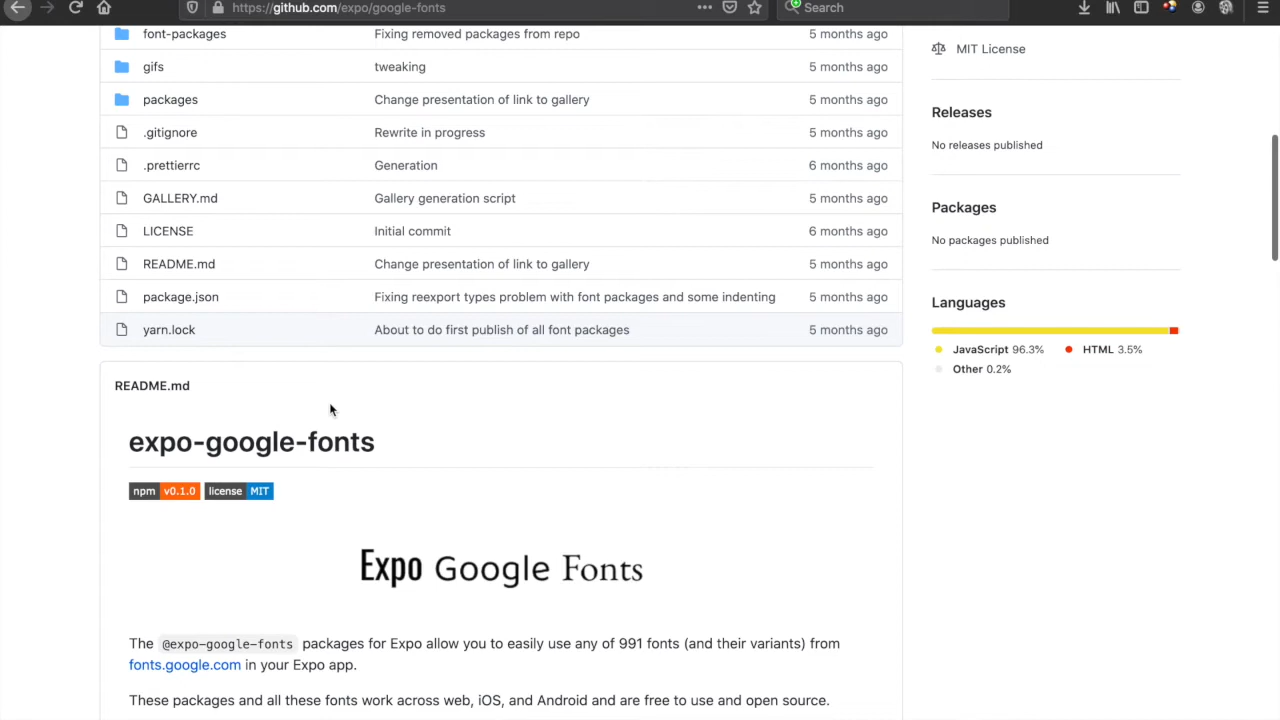 https://github.com/expo/google-fonts
Search
font-packages Fixing removed packages from repo 5 months ago
gifs tweaking 5 months ago
packages Change presentation of link to gallery 5 months ago
.gitignore Rewrite in progress 5 months ago
.prettierrc Generation 6 months ago
GALLERY.md Gallery generation script 5 months ago
LICENSE Initial commit 6 months ago
README.md Change presentation of link to gallery 5 months ago
package.json Fixing reexport types problem with font packages and some indenting 5 months ago
yarn.lock About to do first publish of all font packages 5 months ago
MIT License
Releases
No releases published
Packages
No packages published
Languages
JavaScript 96.3% HTML 3.5%
Other 0.2%
README.md
expo-google-fonts
npm v0.1.0 license MIT
Expo Google Fonts
The @expo-google-fonts packages for Expo allow you to easily use any of 991 fonts (and their variants) from
fonts.google.com in your Expo app.
These packages and all these fonts work across web, iOS, and Android and are free to use and open source.